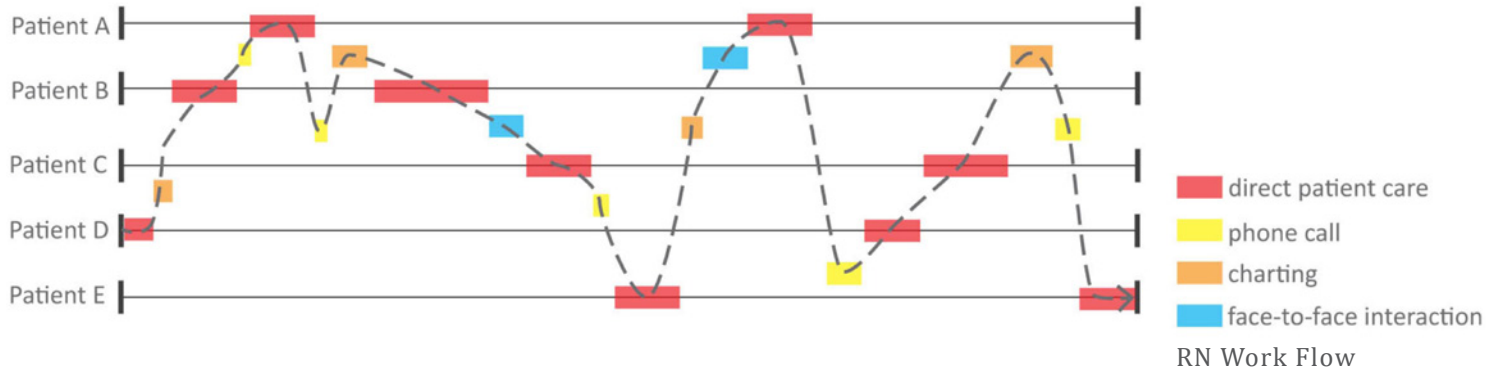 Patient A
Patient B
Patient C
Patient D
Patient E
direct patient care
phone call
charting
face-to-face interaction
RN Work Flow